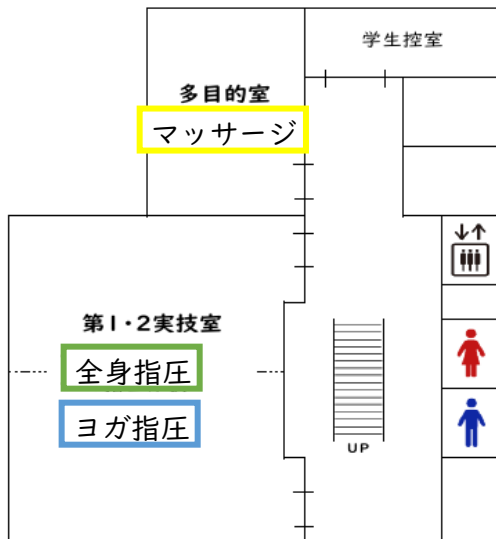 学生控室
多目的室
マッサージ
第1・2実技室
全身指圧
ヨガ指圧
UP